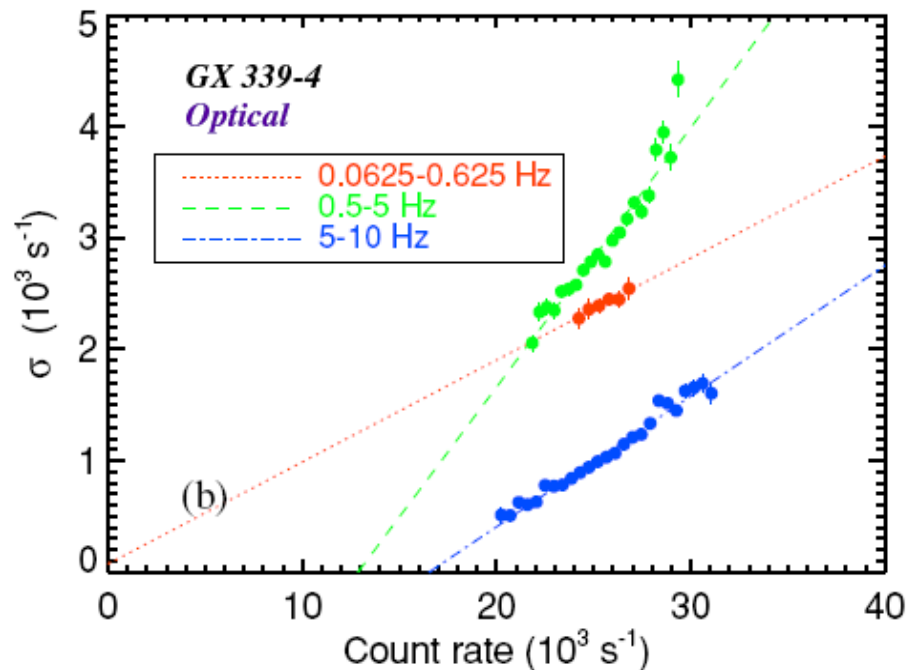 5
4
3
2
1
0
σ (10³ s⁻¹)
GX 339-4
Optical
0.0625-0.625 Hz
0.5-5 Hz
5-10 Hz
(b)
0 10 20 30 40
Count rate (10³ s⁻¹)